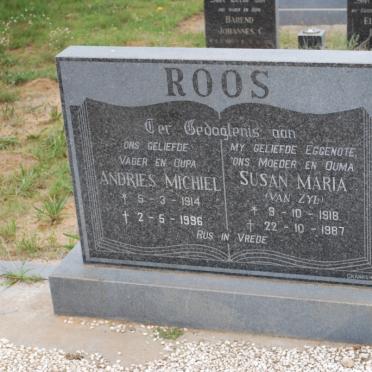 BAREND
JOHANNES C.
ROOS
Ter Gedagtenis aan
ONS GELIEFDE
VADER EN OUPA
ANDRIES MICHIEL
* 5-3-1914
† 2-6-1996
MY GELIEFDE EGGENOTE,
ONS MOEDER EN OUMA
SUSAN MARIA
(VAN ZYL)
* 9-10-1918
† 22-10-1987
RUS IN VREDE